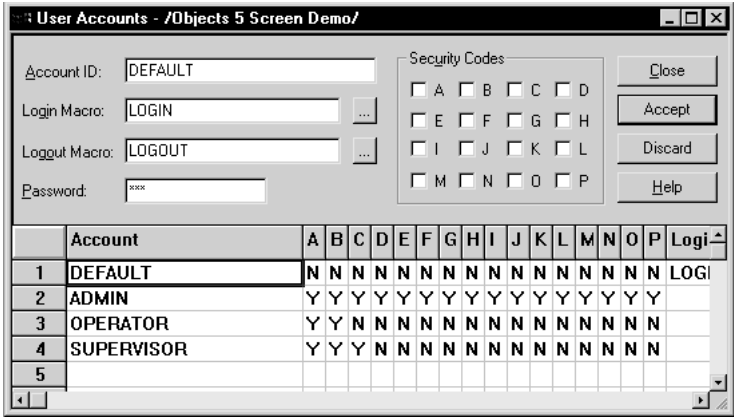 User Accounts - /Objects 5 Screen Demo/
Account ID: DEFAULT
Login Macro: LOGIN ...
Logout Macro: LOGOUT ...
Password: ***
Security Codes
A B C D
E F G H
I J K L
M N O P
Close
Accept
Discard
Help
Account A B C D E F G H I J K L M N O P Logi
1 DEFAULT N N N N N N N N N N N N N N N N LOGI
2 ADMIN Y Y Y Y Y Y Y Y Y Y Y Y Y Y Y Y
3 OPERATOR Y Y N N N N N N N N N N N N N N
4 SUPERVISOR Y Y Y N N N N N N N N N N N N N
5